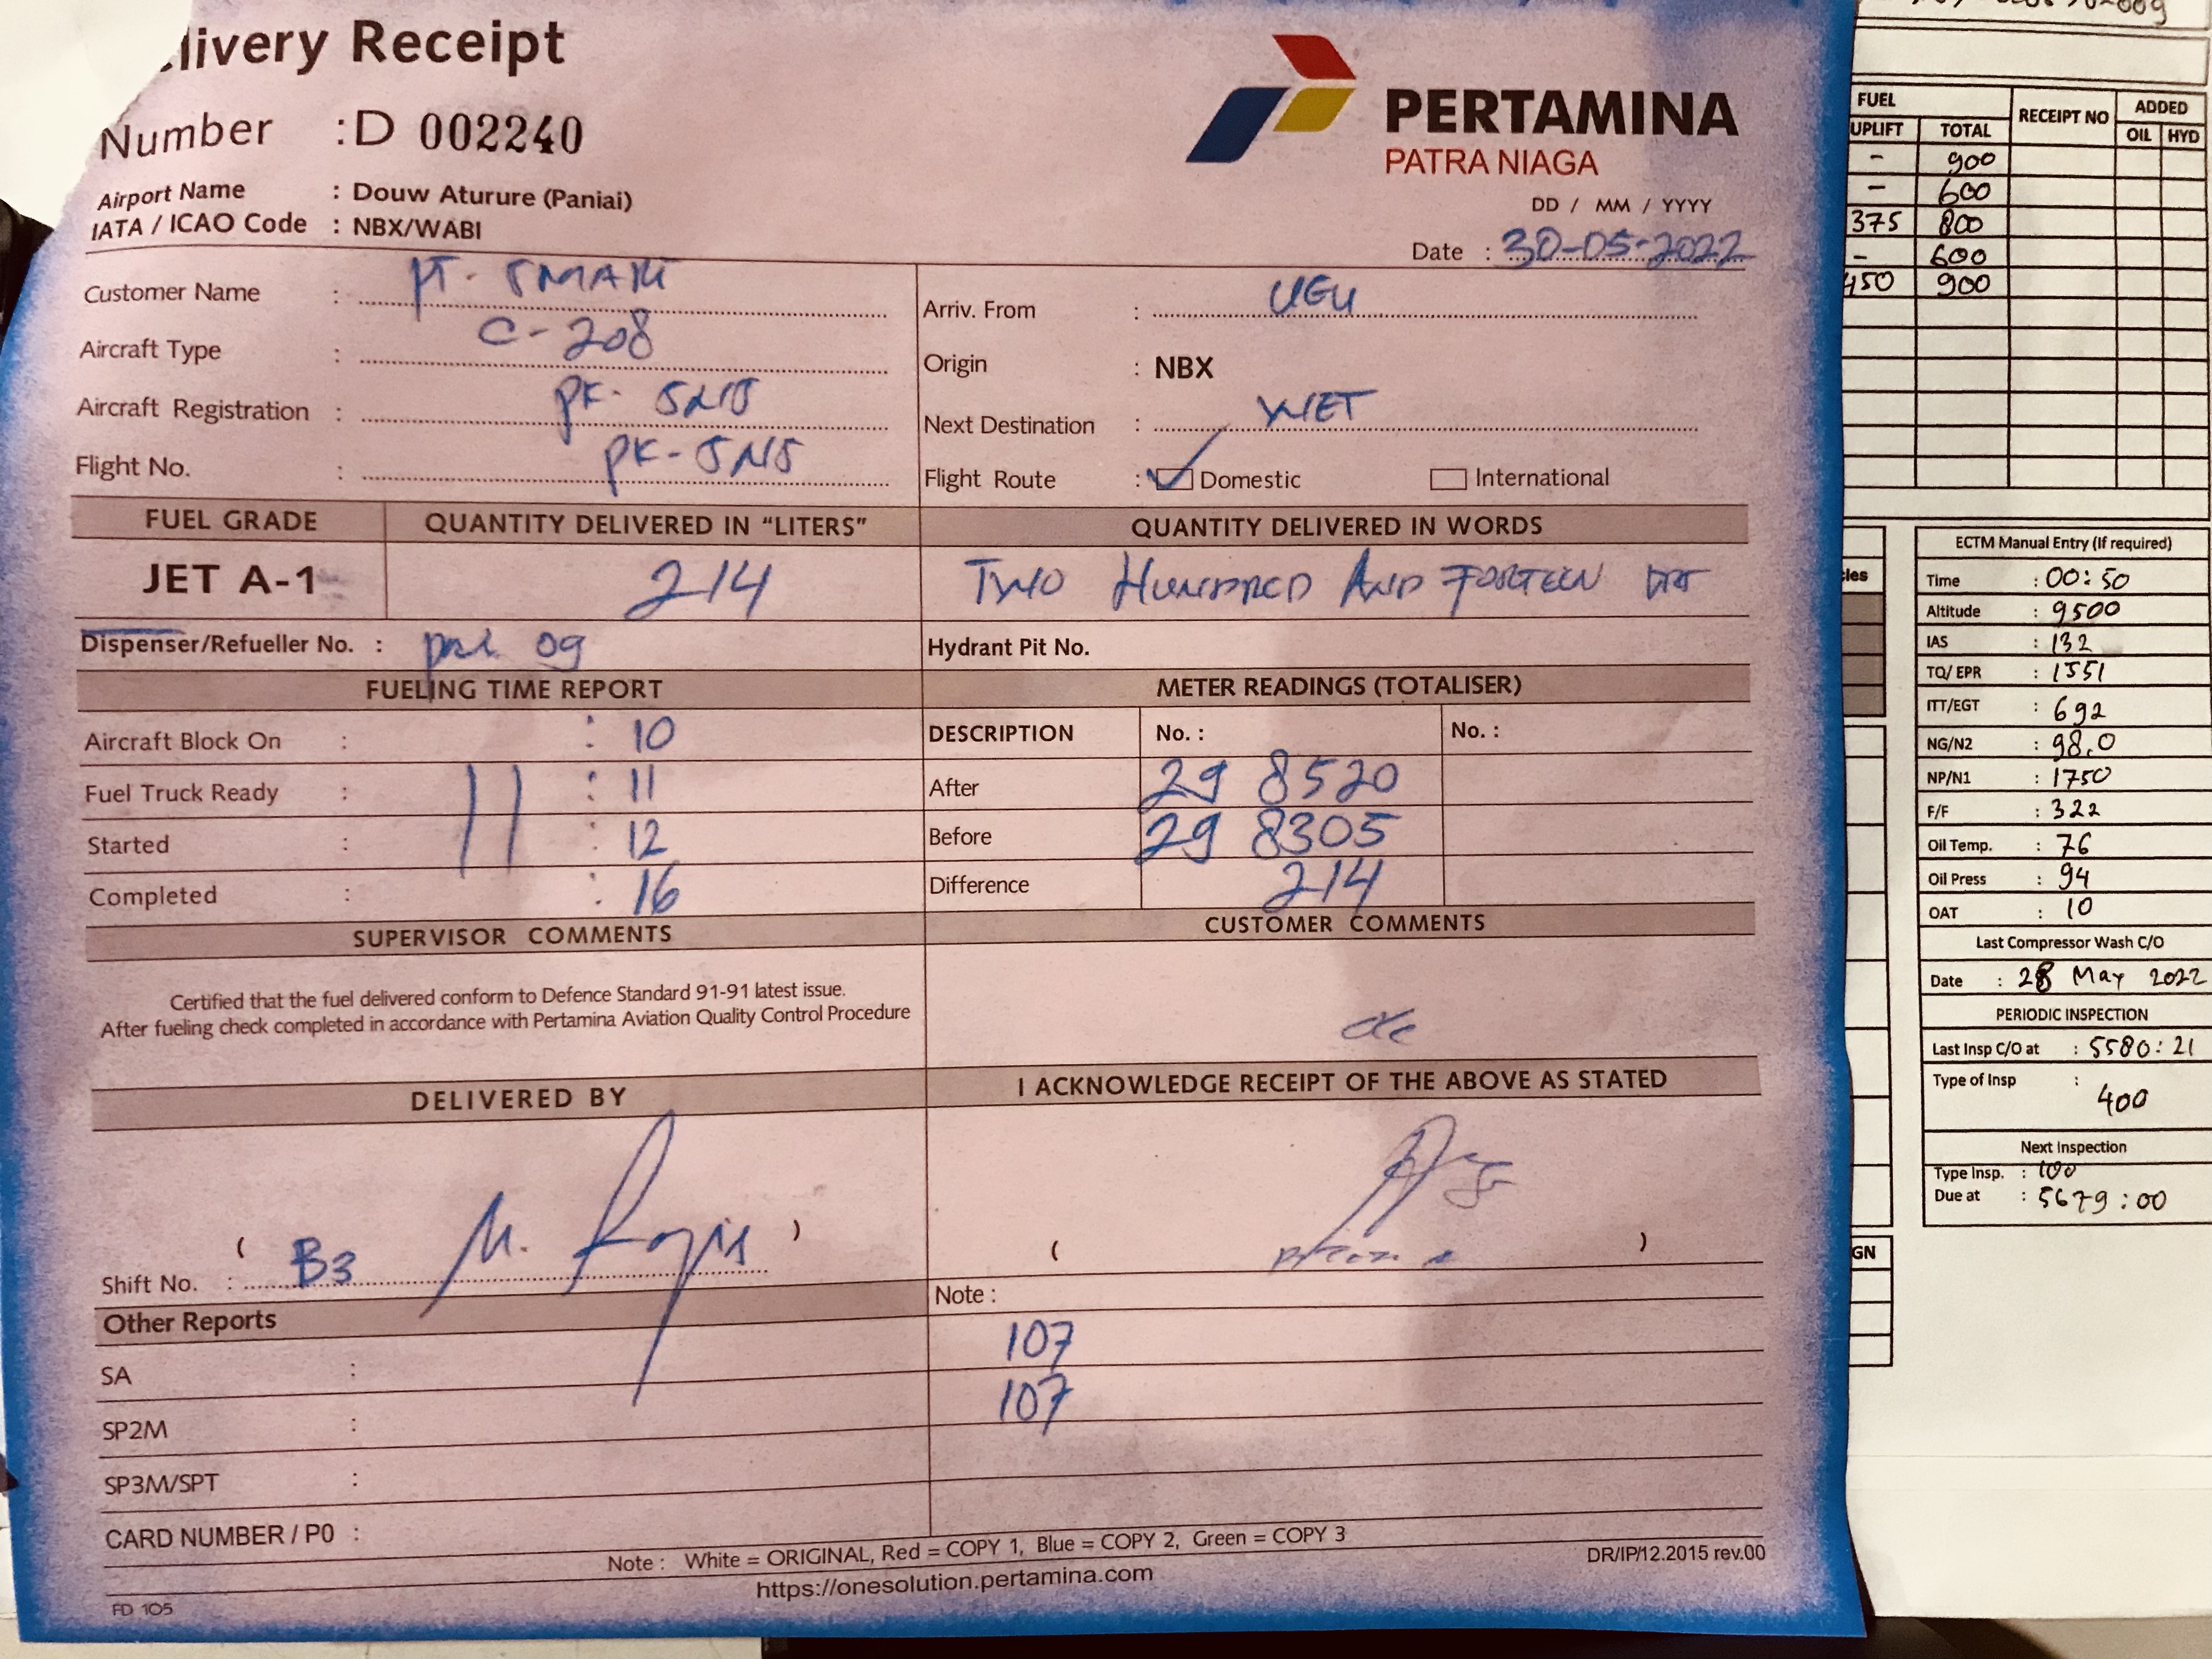 livery Receipt
Number : D 002240
Airport Name : Douw Aturure (Paniai)
IATA / ICAO Code : NBX/WABI
PERTAMINA
PATRA NIAGA
DD / MM / YYYY
Date : 30-05-2022
Customer Name : PT. SMART
Aircraft Type : C-208
Aircraft Registration : PK- SNS
Flight No. : PK-SNS
Arriv. From : UGU
Origin : NBX
Next Destination : WET
Flight Route : Domestic International
FUEL GRADE QUANTITY DELIVERED IN "LITERS" QUANTITY DELIVERED IN WORDS
JET A-1 214 TWO HUNDRED AND FORTEEN
Dispenser/Refueller No. : 09 Hydrant Pit No.
FUELING TIME REPORT METER READINGS (TOTALISER)
Aircraft Block On : : 10
Fuel Truck Ready : : 11
Started : 11 : 12
Completed : : 16
DESCRIPTION No. : No. :
After 29 8520
Before 29 8305
Difference 214
SUPERVISOR COMMENTS CUSTOMER COMMENTS
Certified that the fuel delivered conform to Defence Standard 91-91 latest issue.
After fueling check completed in accordance with Pertamina Aviation Quality Control Procedure
DELIVERED BY I ACKNOWLEDGE RECEIPT OF THE ABOVE AS STATED
( ) ( )
Shift No. : B3
Other Reports
SA :
SP2M :
SP3M/SPT :
CARD NUMBER / P0 :
Note :
107
107
Note : White = ORIGINAL, Red = COPY 1, Blue = COPY 2, Green = COPY 3
https://onesolution.pertamina.com
DR/IP/12.2015 rev.00
FD 105
FUEL RECEIPT NO ADDED
UPLIFT TOTAL OIL HYD
- 900
- 600
375 800
- 600
450 900
ECTM Manual Entry (If required)
Time : 00:50
Altitude : 9500
IAS : 132
TQ/ EPR : 1551
ITT/EGT : 692
NG/N2 : 98.0
NP/N1 : 1750
F/F : 322
Oil Temp. : 76
Oil Press : 94
OAT : 10
Last Compressor Wash C/O
Date : 28 May 2022
PERIODIC INSPECTION
Last Insp C/O at : 5580:21
Type of Insp :
400
Next Inspection
Type Insp. : 100
Due at : 5679:00